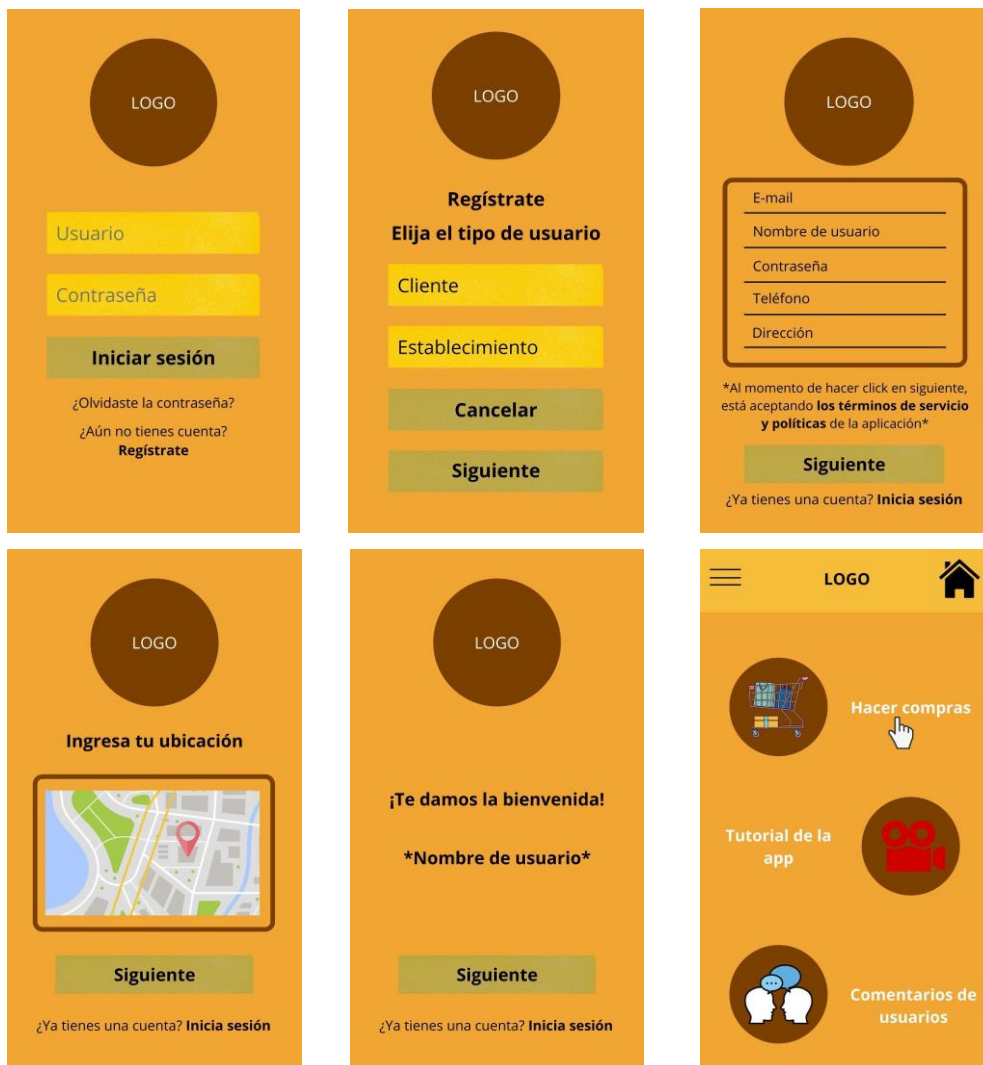 LOGO
Usuario
Contraseña
Iniciar sesión
¿Olvidaste la contraseña?
¿Aún no tienes cuenta?
Regístrate
LOGO
Regístrate
Elija el tipo de usuario
Cliente
Establecimiento
Cancelar
Siguiente
LOGO
E-mail
Nombre de usuario
Contraseña
Teléfono
Dirección
*Al momento de hacer click en siguiente,
está aceptando los términos de servicio
y políticas de la aplicación*
Siguiente
¿Ya tienes una cuenta? Inicia sesión
LOGO
Ingresa tu ubicación
Siguiente
¿Ya tienes una cuenta? Inicia sesión
LOGO
¡Te damos la bienvenida!
*Nombre de usuario*
Siguiente
¿Ya tienes una cuenta? Inicia sesión
LOGO
Hacer compras
Tutorial de la
app
Comentarios de
usuarios